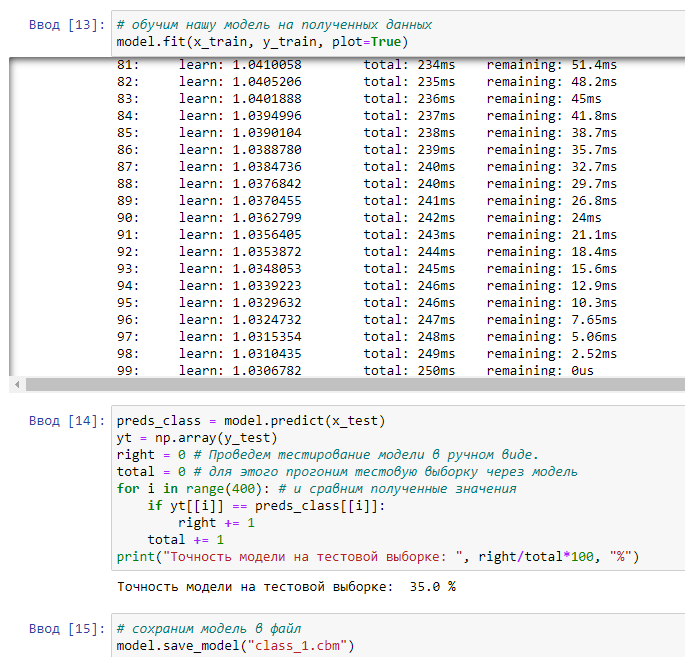 Ввод [13]: # обучим нашу модель на полученных данных
model.fit(x_train, y_train, plot=True)
81: learn: 1.0410058 total: 234ms remaining: 51.4ms
82: learn: 1.0405206 total: 235ms remaining: 48.2ms
83: learn: 1.0401888 total: 236ms remaining: 45ms
84: learn: 1.0394996 total: 237ms remaining: 41.8ms
85: learn: 1.0390104 total: 238ms remaining: 38.7ms
86: learn: 1.0388780 total: 239ms remaining: 35.7ms
87: learn: 1.0384736 total: 240ms remaining: 32.7ms
88: learn: 1.0376842 total: 240ms remaining: 29.7ms
89: learn: 1.0370455 total: 241ms remaining: 26.8ms
90: learn: 1.0362799 total: 242ms remaining: 24ms
91: learn: 1.0356405 total: 243ms remaining: 21.1ms
92: learn: 1.0353872 total: 244ms remaining: 18.4ms
93: learn: 1.0348053 total: 245ms remaining: 15.6ms
94: learn: 1.0339223 total: 246ms remaining: 12.9ms
95: learn: 1.0329632 total: 246ms remaining: 10.3ms
96: learn: 1.0324732 total: 247ms remaining: 7.65ms
97: learn: 1.0315354 total: 248ms remaining: 5.06ms
98: learn: 1.0310435 total: 249ms remaining: 2.52ms
99: learn: 1.0306782 total: 250ms remaining: 0us
Ввод [14]: preds_class = model.predict(x_test)
yt = np.array(y_test)
right = 0 # Проведем тестирование модели в ручном виде.
total = 0 # для этого прогоним тестовую выборку через модель
for i in range(400): # и сравним полученные значения
if yt[[i]] == preds_class[[i]]:
right += 1
total += 1
print("Точность модели на тестовой выборке: ", right/total*100, "%")
Точность модели на тестовой выборке:  35.0 %
Ввод [15]: # сохраним модель в файл
model.save_model("class_1.cbm")